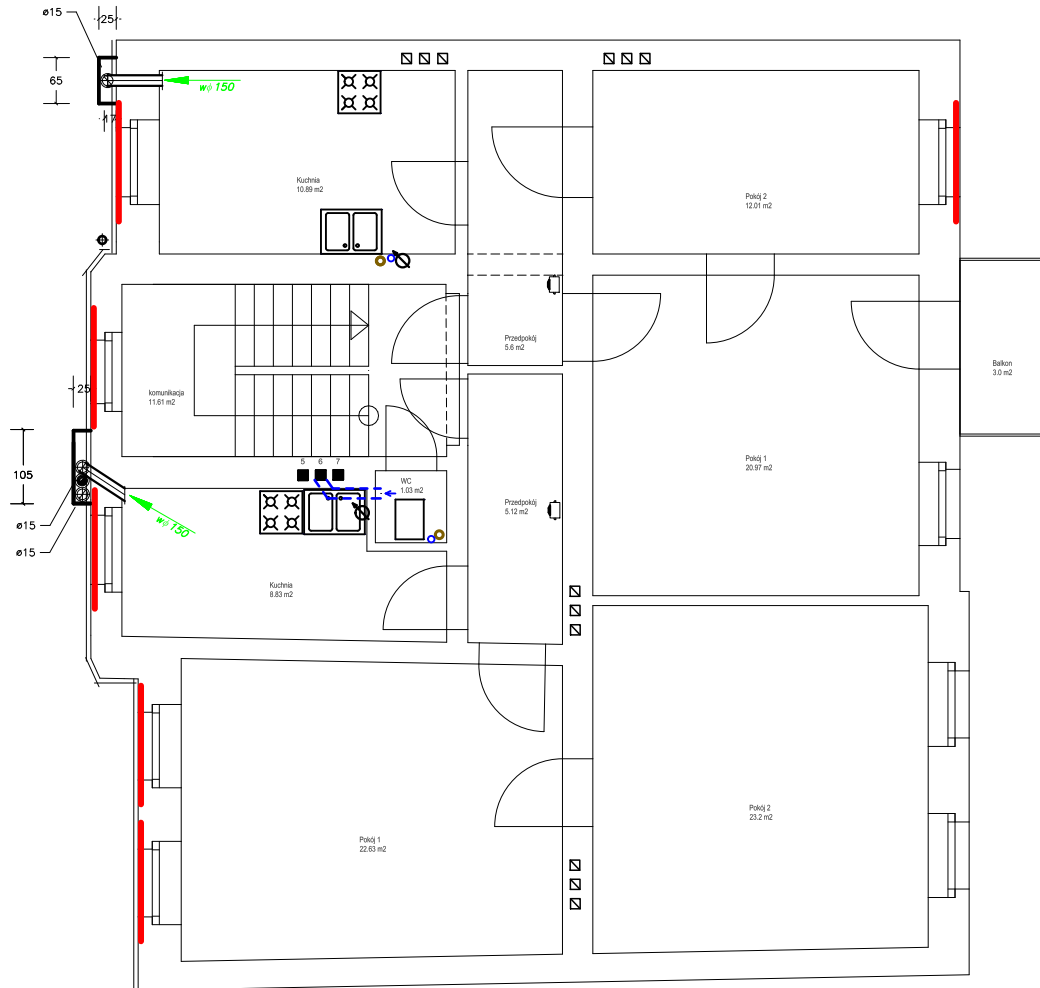 ø15
25
65
wϕ 150
17
Kuchnia
10.89 m2
Pokój 2
12.01 m2
Przedpokój
5.6 m2
Balkon
3.0 m2
komunikacja
11.61 m2
25
105
5 6 7
WC
1.03 m2
Pokój 1
20.97 m2
Przedpokój
5.12 m2
ø15
wϕ 150
ø15
Kuchnia
8.83 m2
Pokój 2
23.2 m2
Pokój 1
22.63 m2